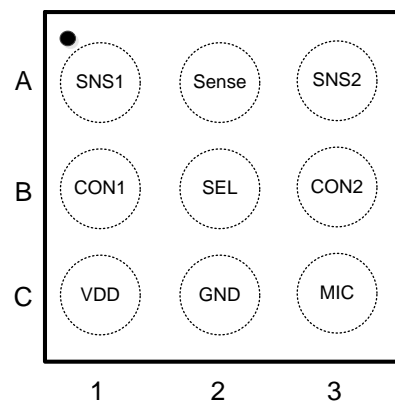 A SNS1 Sense SNS2
B CON1 SEL CON2
C VDD GND MIC
1 2 3